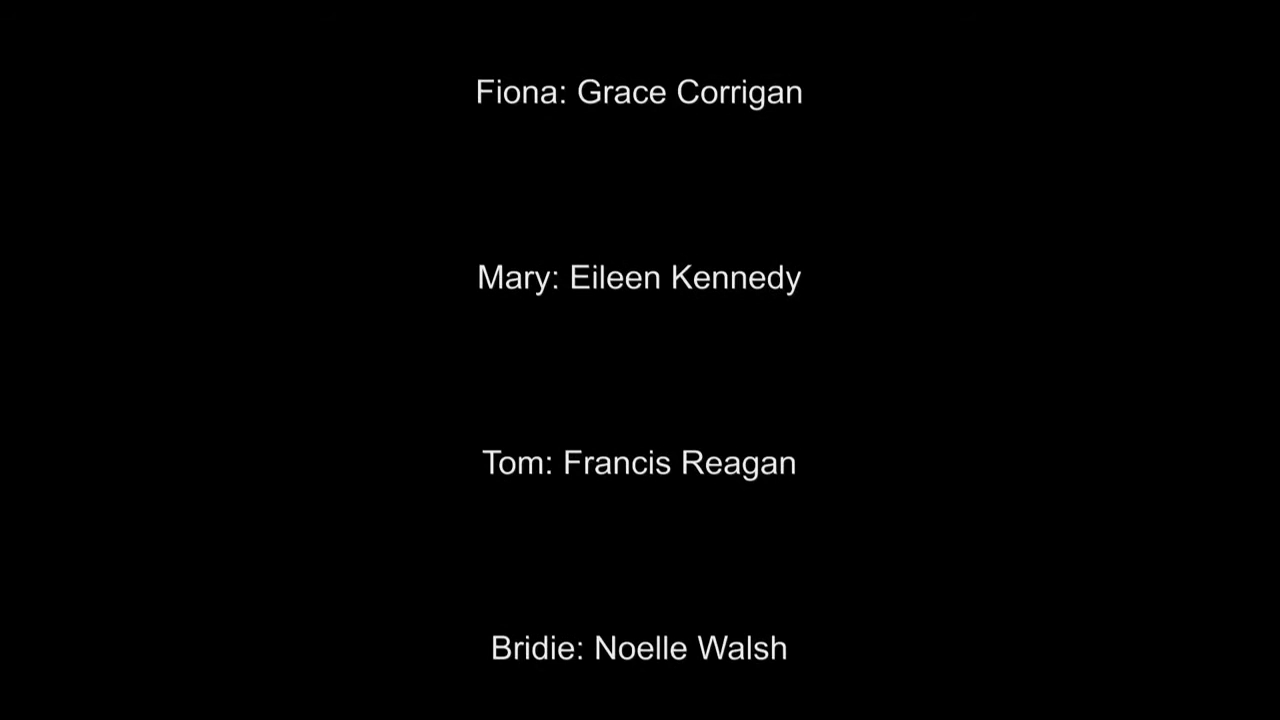 Fiona: Grace Corrigan
Mary: Eileen Kennedy
Tom: Francis Reagan
Bridie: Noelle Walsh